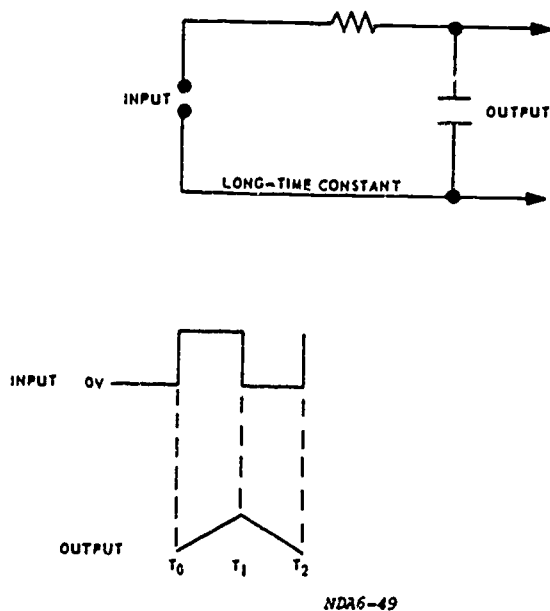 INPUT
OUTPUT
LONG-TIME CONSTANT
INPUT 0V
OUTPUT
T0 T1 T2
NDA6-49